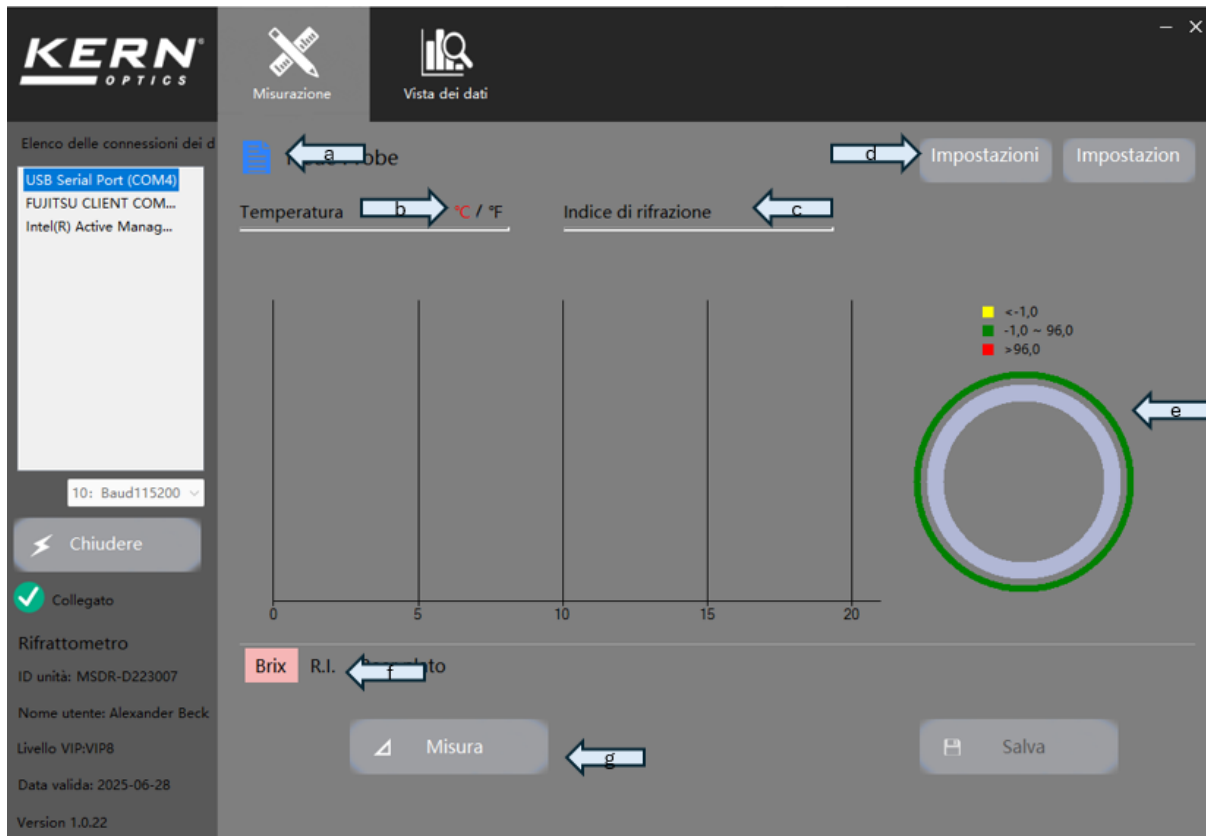 KERN
OPTICS
Misurazione
Vista dei dati
Elenco delle connessioni dei d
USB Serial Port (COM4)
FUJITSU CLIENT COM...
Intel(R) Active Manag...
10: Baud115200
Chiudere
Collegato
Rifrattometro
ID unità: MSDR-D223007
Nome utente: Alexander Beck
Livello VIP:VIP8
Data valida: 2025-06-28
Version 1.0.22
a
d
Impostazioni
Impostazion
Temperatura
b
°C / °F
Indice di rifrazione
c
<-1,0
-1,0 ~ 96,0
>96,0
e
0
5
10
15
20
Brix
R.I.
f
Misura
g
Salva